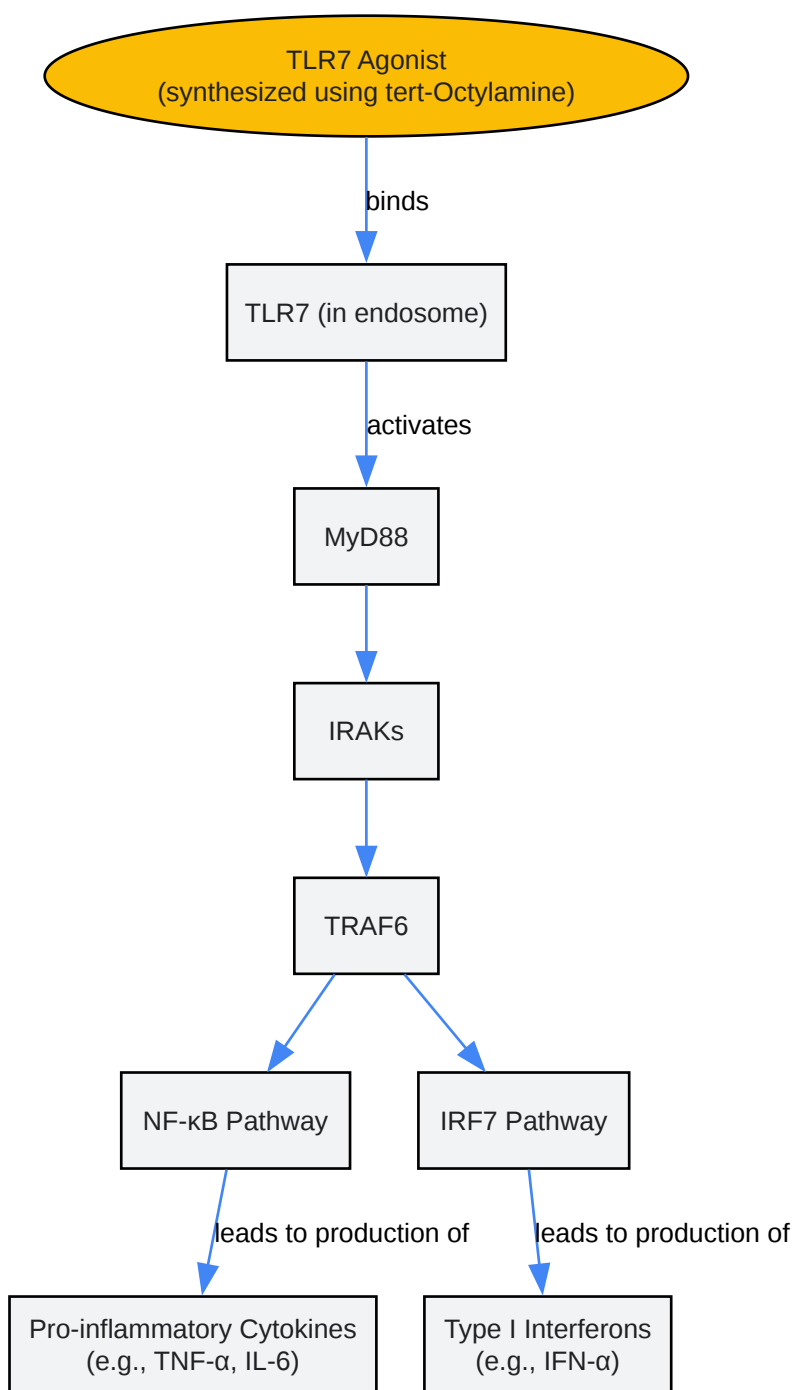 TLR7 Agonist
(synthesized using tert-Octylamine)
binds
TLR7 (in endosome)
activates
MyD88
IRAKs
TRAF6
NF-κB Pathway
IRF7 Pathway
leads to production of
leads to production of
Pro-inflammatory Cytokines
(e.g., TNF-α, IL-6)
Type I Interferons
(e.g., IFN-α)